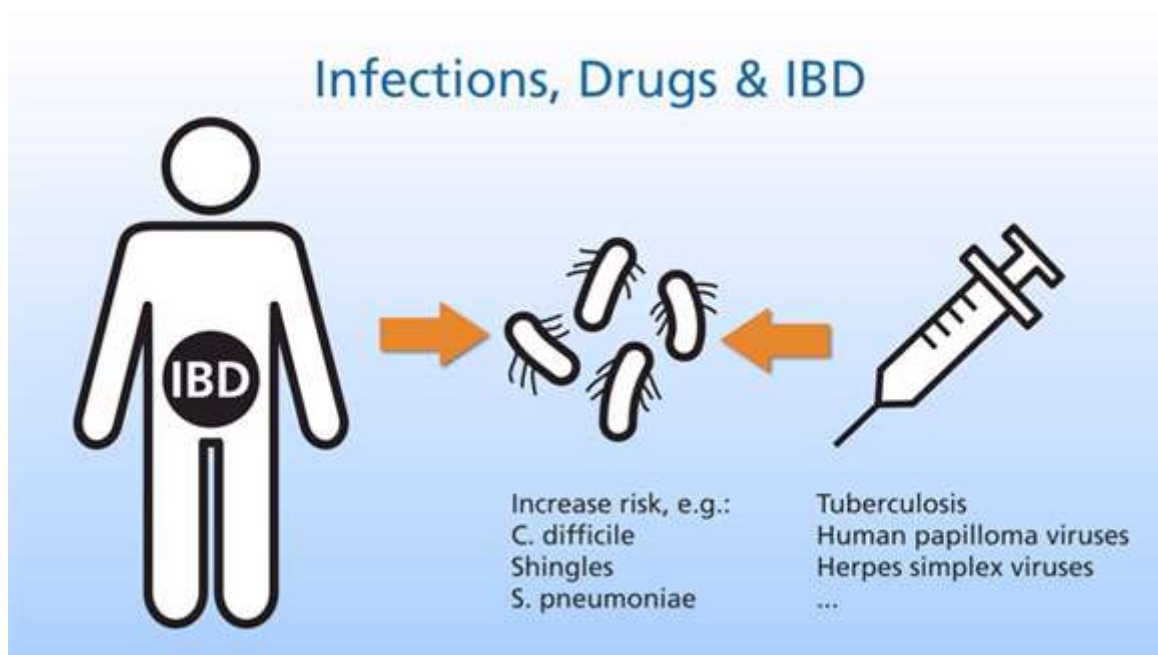 Infections, Drugs & IBD
IBD
Increase risk, e.g.:
C. difficile
Shingles
S. pneumoniae
Tuberculosis
Human papilloma viruses
Herpes simplex viruses
...